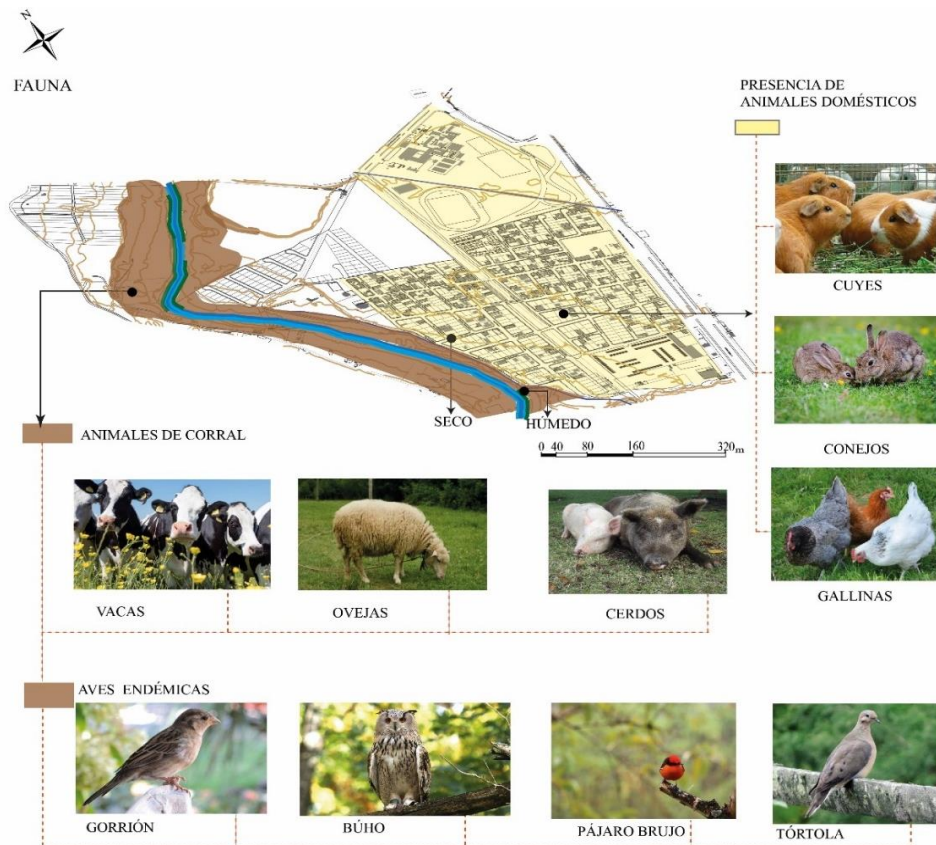 N
FAUNA
PRESENCIA DE
ANIMALES DOMÉSTICOS
CUYES
CONEJOS
GALLINAS
SECO
HÚMEDO
0 40 80 160 320m
ANIMALES DE CORRAL
VACAS
OVEJAS
CERDOS
AVES ENDÉMICAS
GORRIÓN
BÚHO
PÁJARO BRUJO
TÓRTOLA